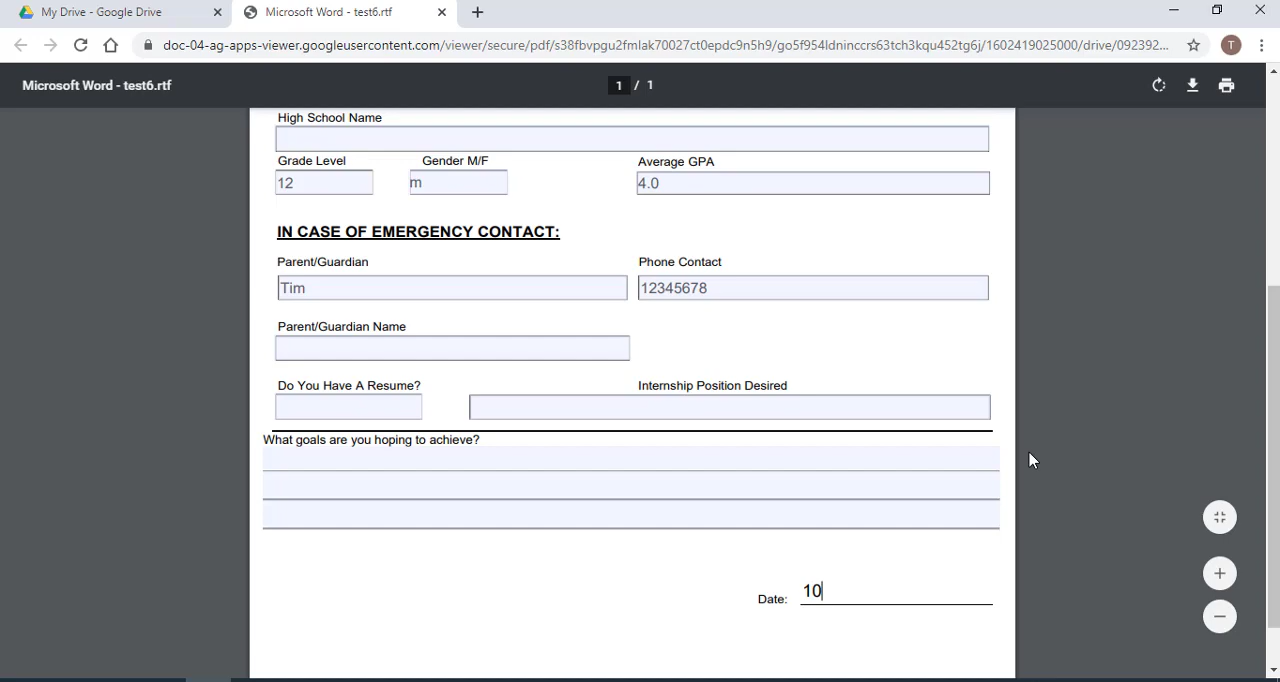 My Drive - Google Drive
Microsoft Word - test6.rtf
doc-04-ag-apps-viewer.googleusercontent.com/viewer/secure/pdf/s38fbvpgu2fmlak70027ct0epdc9n5h9/go5f954ldninccrs63tch3kqu452tg6j/1602419025000/drive/092392...
T
Microsoft Word - test6.rtf
1 / 1
High School Name
Grade Level Gender M/F Average GPA
12 m 4.0
IN CASE OF EMERGENCY CONTACT:
Parent/Guardian Phone Contact
Tim 12345678
Parent/Guardian Name
Do You Have A Resume? Internship Position Desired
What goals are you hoping to achieve?
Date: 10